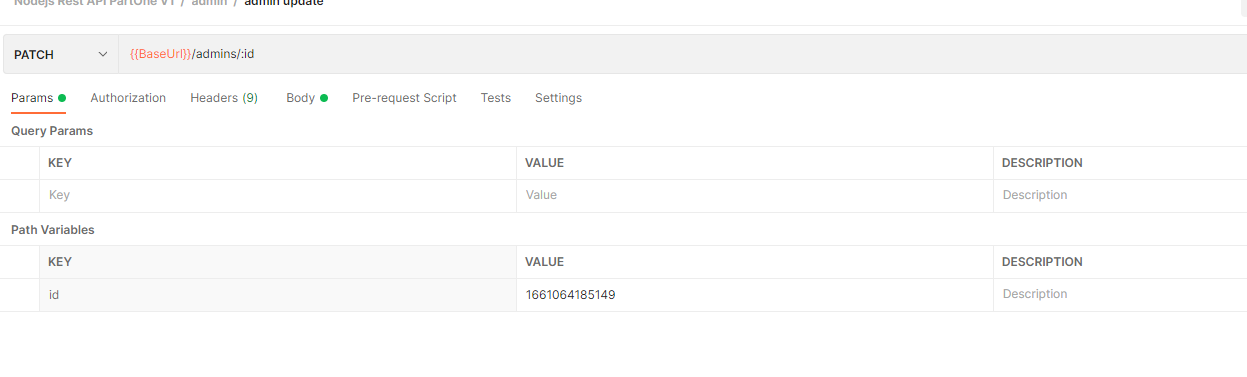 Nodejs Rest API PartOne V1 / admin / admin update
PATCH {{BaseUrl}}/admins/:id
Params Authorization Headers (9) Body Pre-request Script Tests Settings
Query Params
KEY VALUE DESCRIPTION
Key Value Description
Path Variables
KEY VALUE DESCRIPTION
id 1661064185149 Description